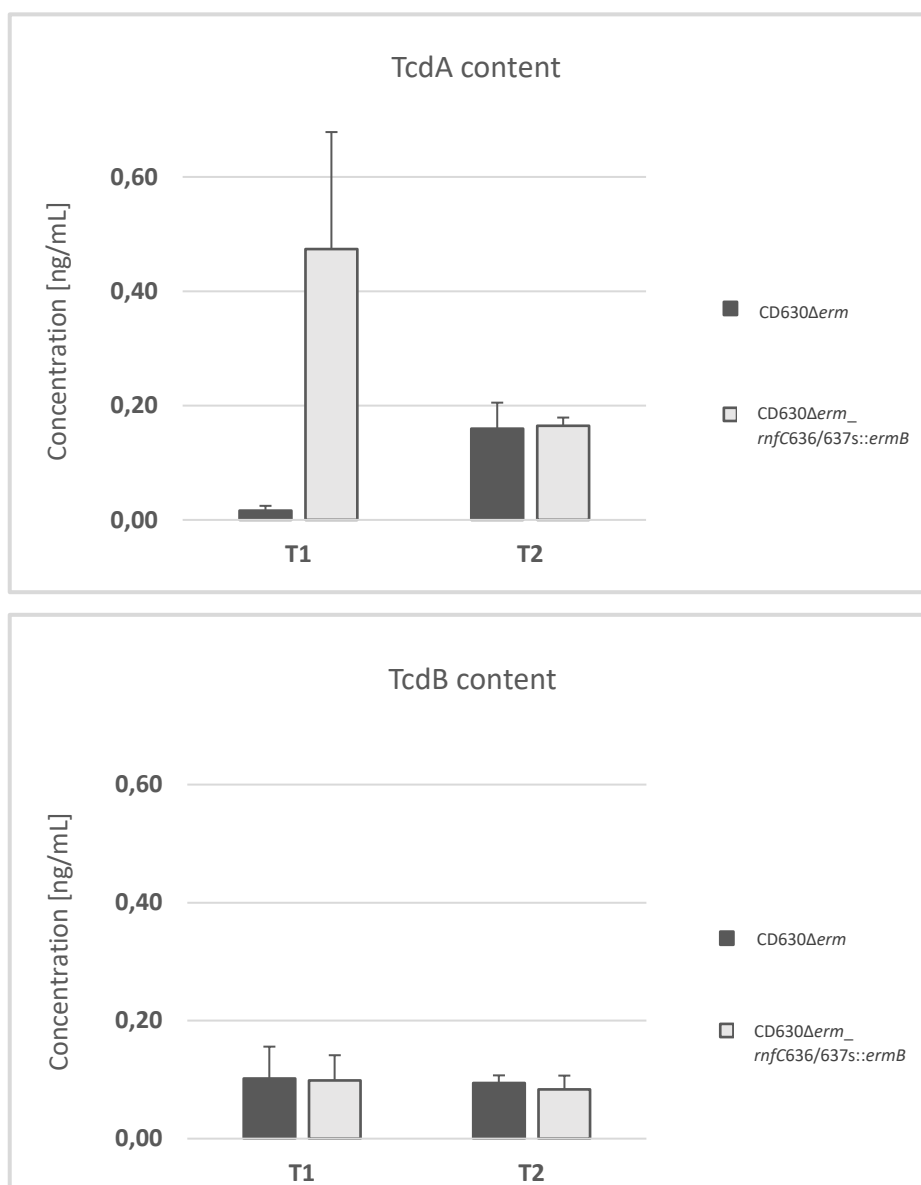 TcdA content
Concentration [ng/mL]
0,60
0,40
0,20
0,00
T1
T2
CD630Δerm
CD630Δerm_
rnfC636/637s::ermB
TcdB content
Concentration [ng/mL]
0,60
0,40
0,20
0,00
T1
T2
CD630Δerm
CD630Δerm_
rnfC636/637s::ermB